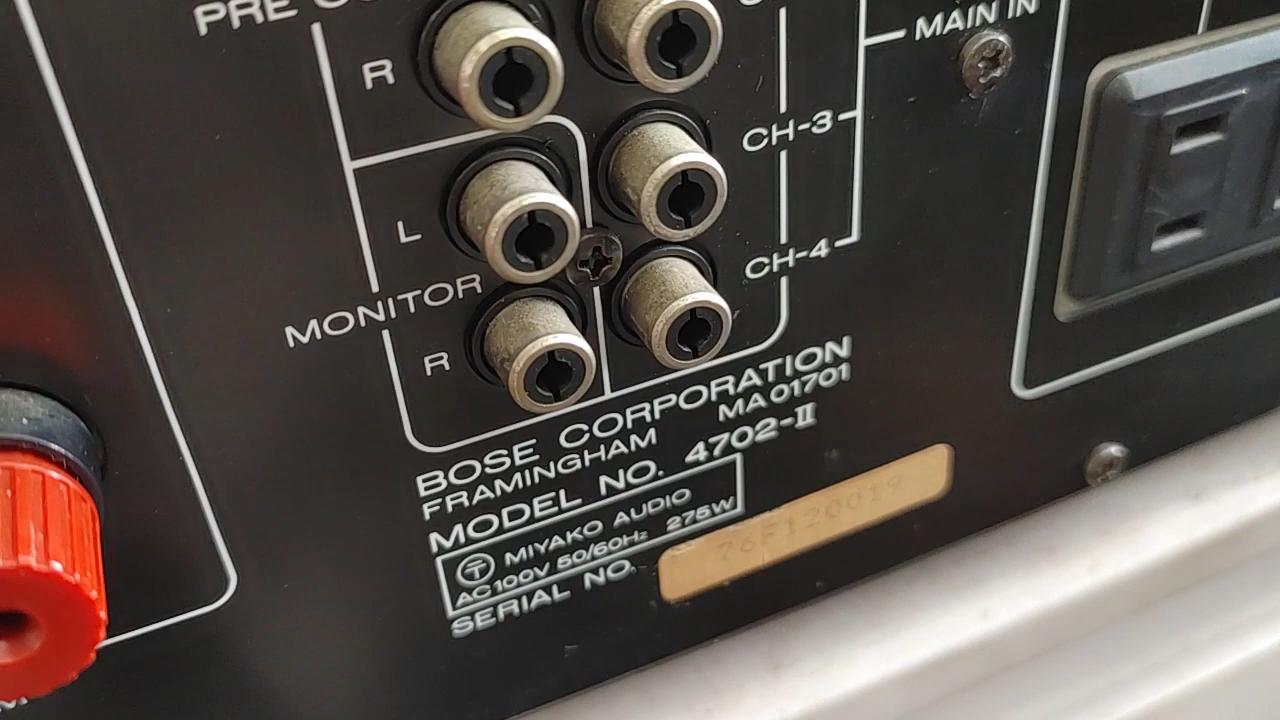 PRE
MAIN IN
R
CH-3
L
CH-4
MONITOR
R
BOSE CORPORATION
FRAMINGHAM MA 01701
MODEL NO. 4702-II
MIYAKO AUDIO
AC100V 50/60Hz 275W
SERIAL NO.